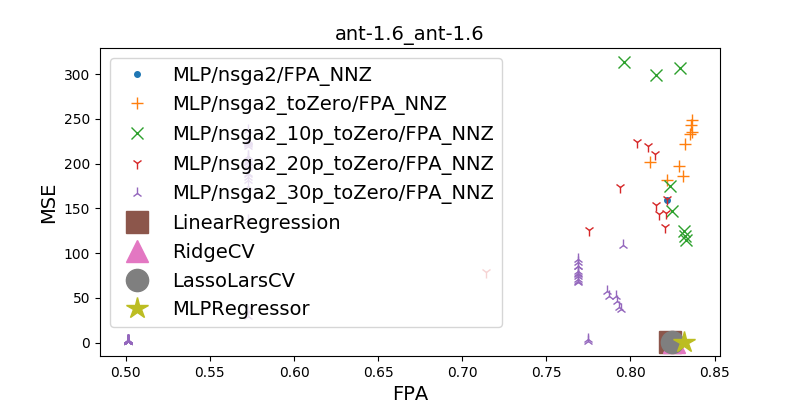 ant-1.6_ant-1.6
MSE
300
250
200
150
100
50
0
MLP/nsga2/FPA_NNZ
MLP/nsga2_toZero/FPA_NNZ
MLP/nsga2_10p_toZero/FPA_NNZ
MLP/nsga2_20p_toZero/FPA_NNZ
MLP/nsga2_30p_toZero/FPA_NNZ
LinearRegression
RidgeCV
LassoLarsCV
MLPRegressor
0.50 0.55 0.60 0.65 0.70 0.75 0.80 0.85
FPA